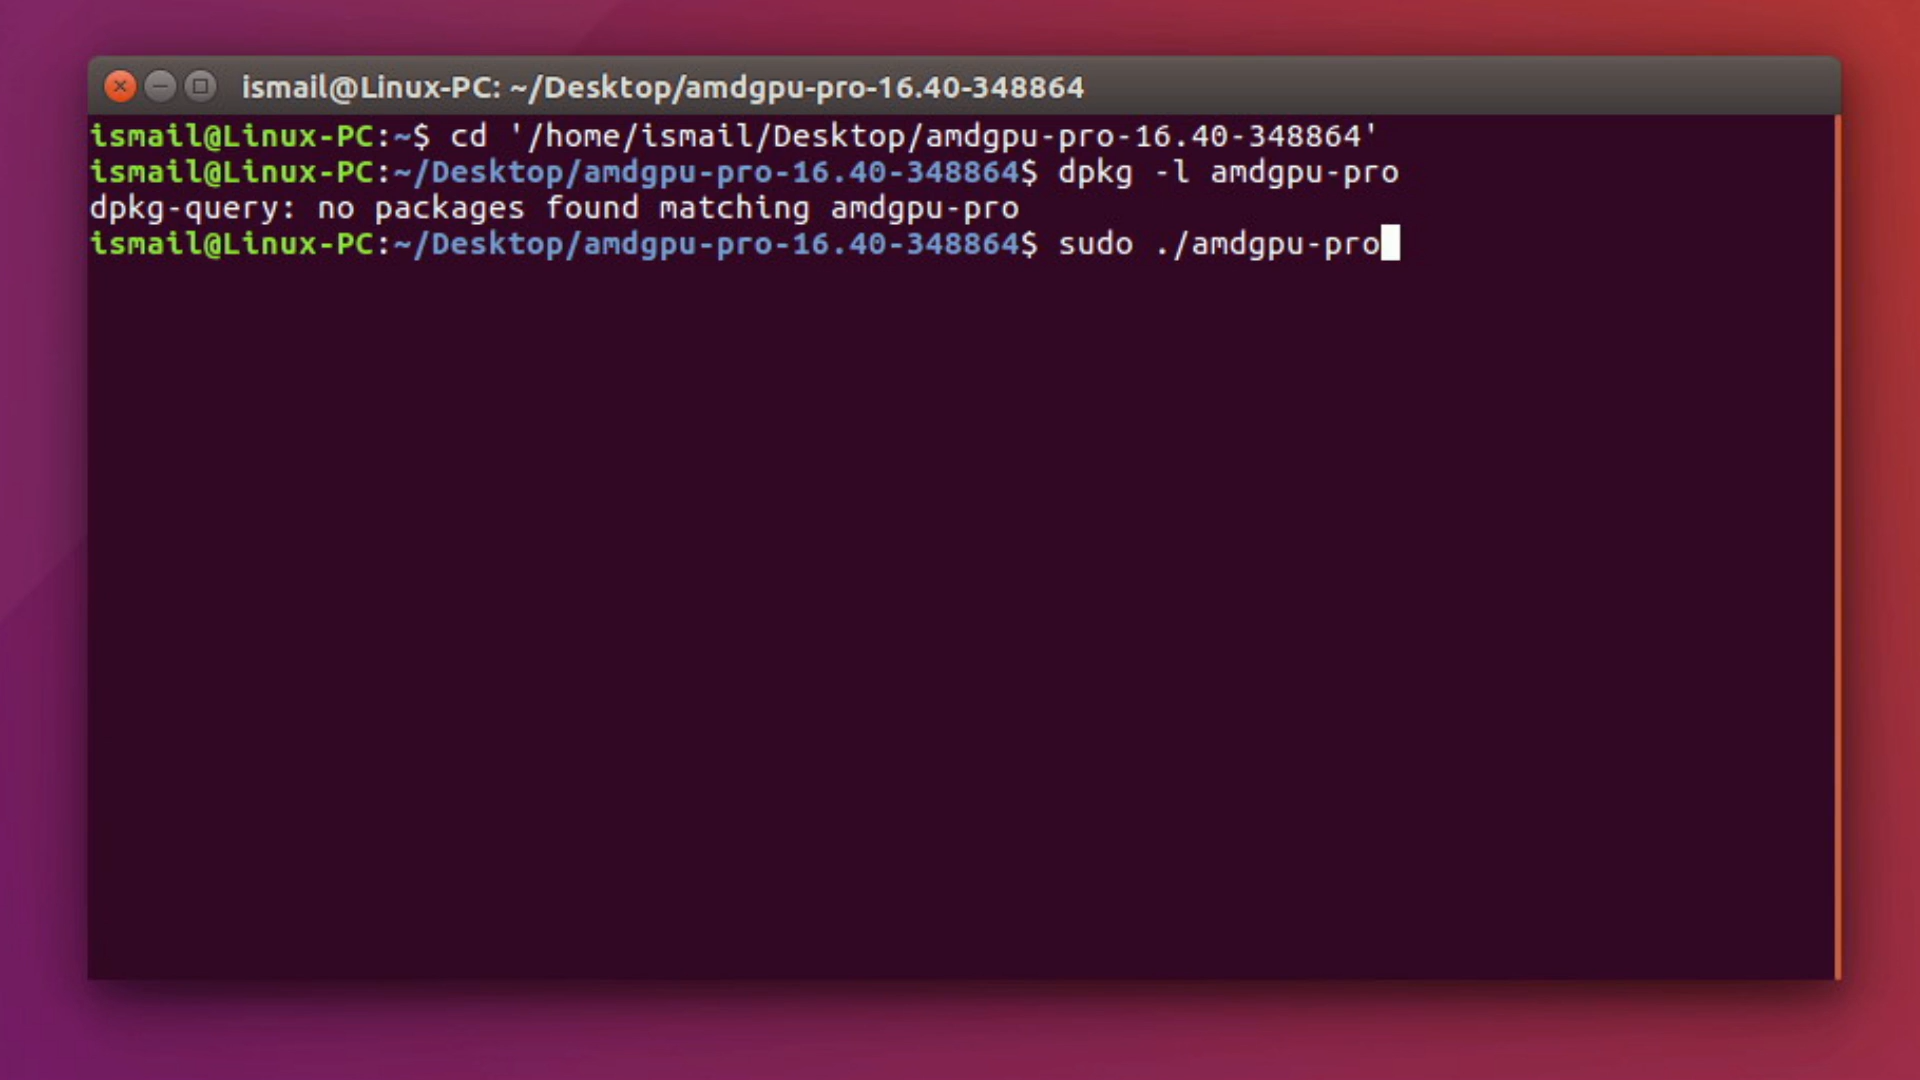 ismail@Linux-PC: ~/Desktop/amdgpu-pro-16.40-348864
ismail@Linux-PC:~$ cd '/home/ismail/Desktop/amdgpu-pro-16.40-348864'
ismail@Linux-PC:~/Desktop/amdgpu-pro-16.40-348864$ dpkg -l amdgpu-pro
dpkg-query: no packages found matching amdgpu-pro
ismail@Linux-PC:~/Desktop/amdgpu-pro-16.40-348864$ sudo ./amdgpu-pro